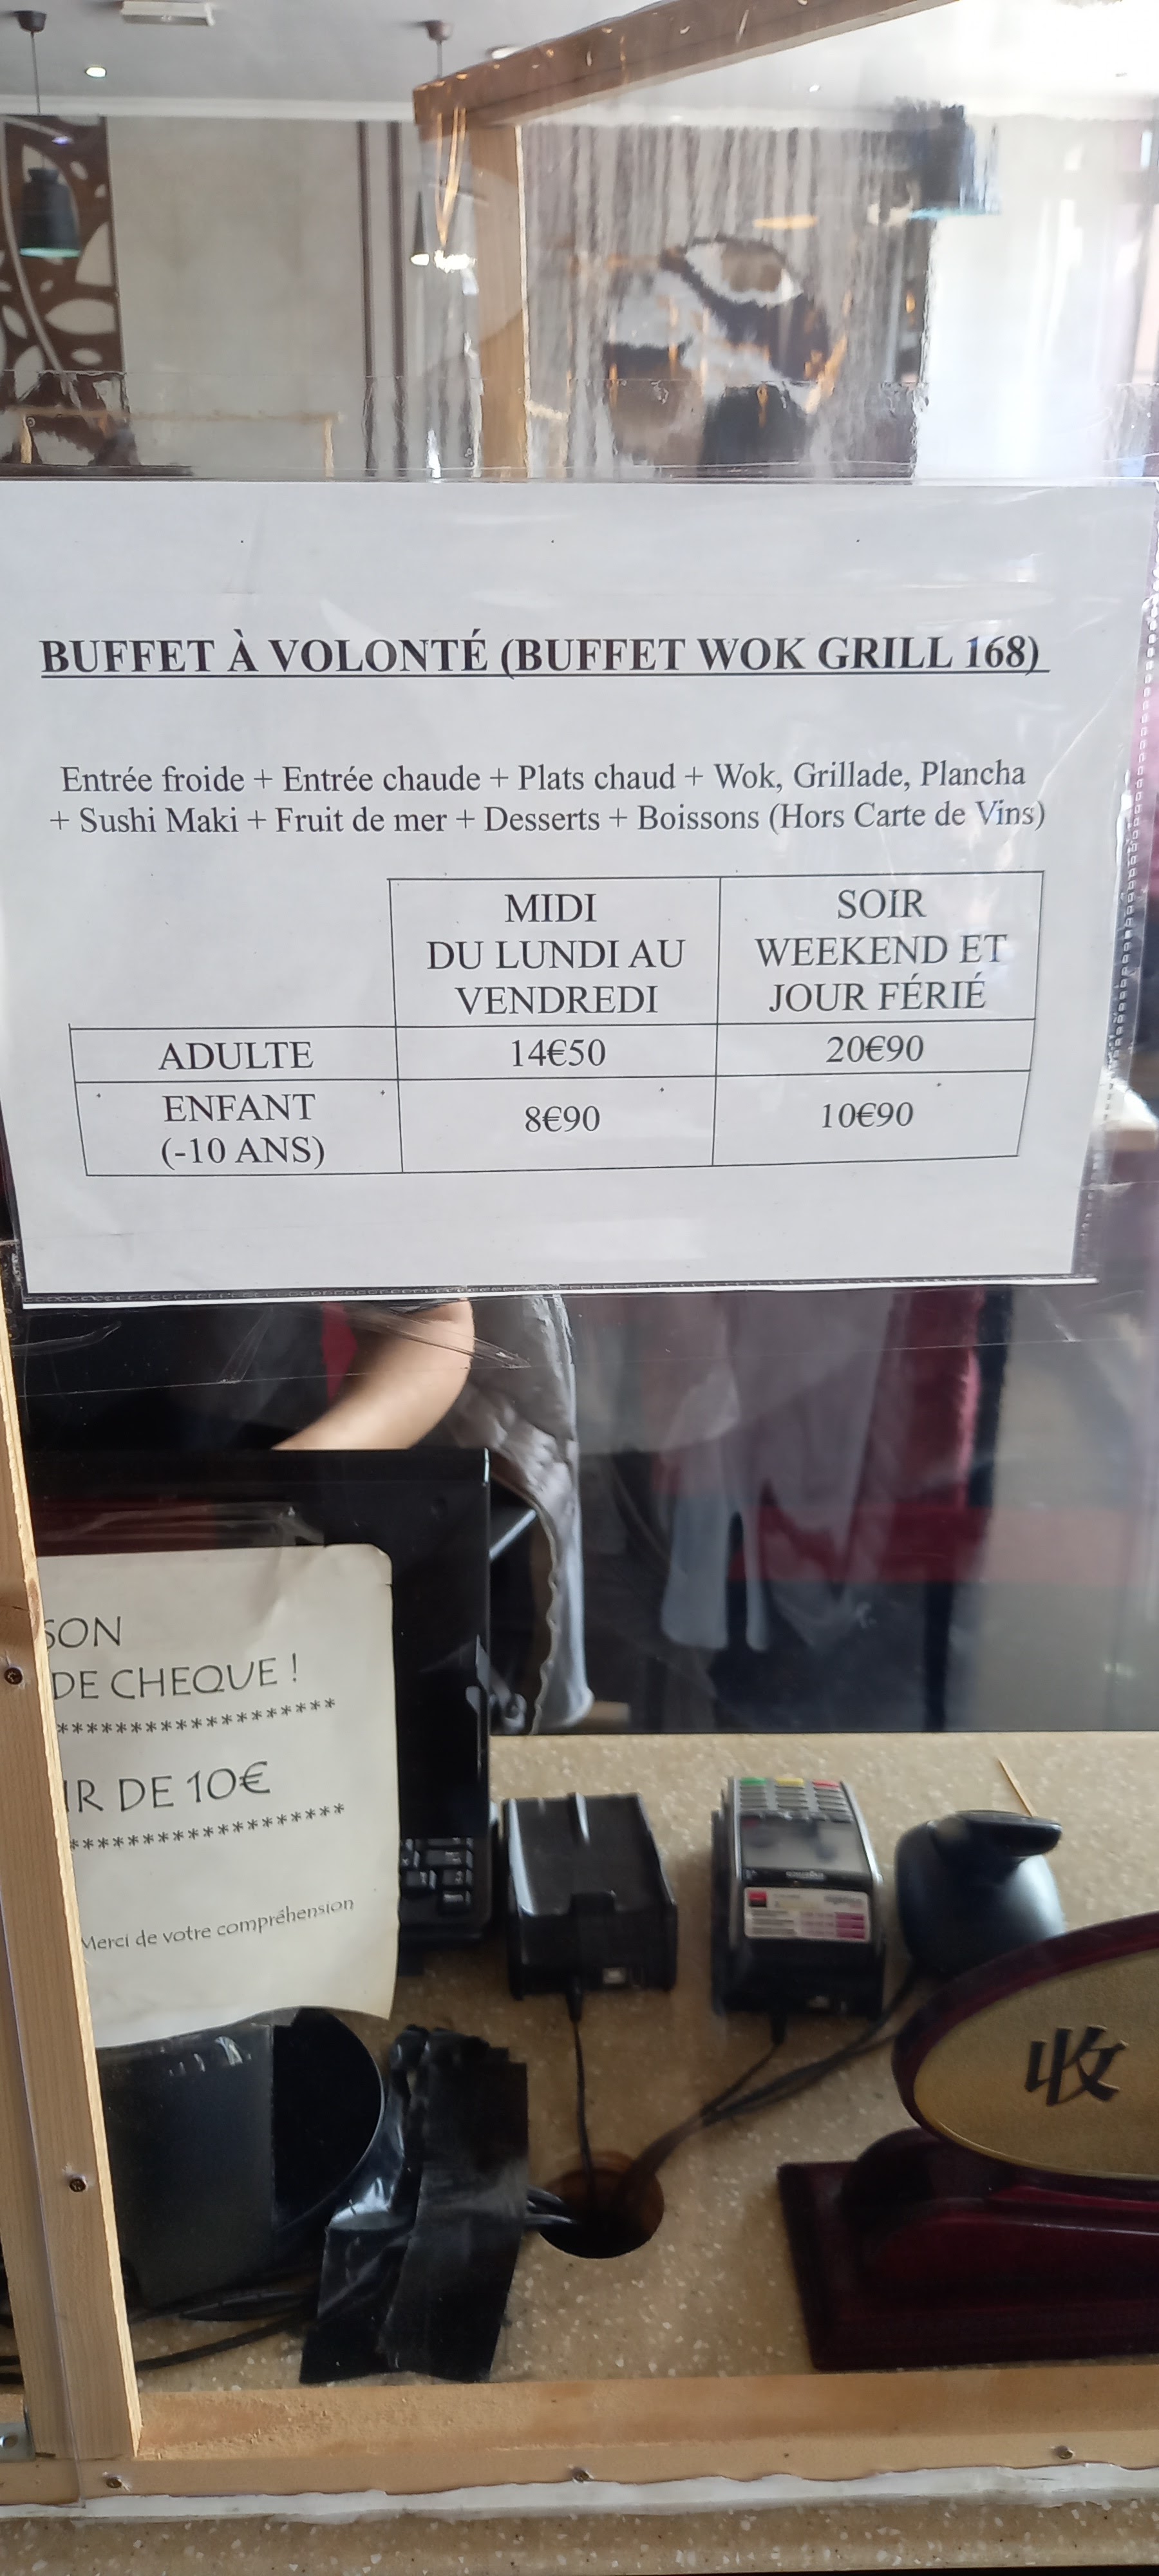 BUFFET À VOLONTÉ (BUFFET WOK GRILL 168)
Entrée froide + Entrée chaude + Plats chaud + Wok, Grillade, Plancha
+ Sushi Maki + Fruit de mer + Desserts + Boissons (Hors Carte de Vins)
MIDI
DU LUNDI AU
VENDREDI
SOIR
WEEKEND ET
JOUR FÉRIÉ
ADULTE 14€50 20€90
ENFANT
(-10 ANS) 8€90 10€90
SON
DE CHEQUE !
*******************
IR DE 10€
*******************
Merci de votre compréhension
收